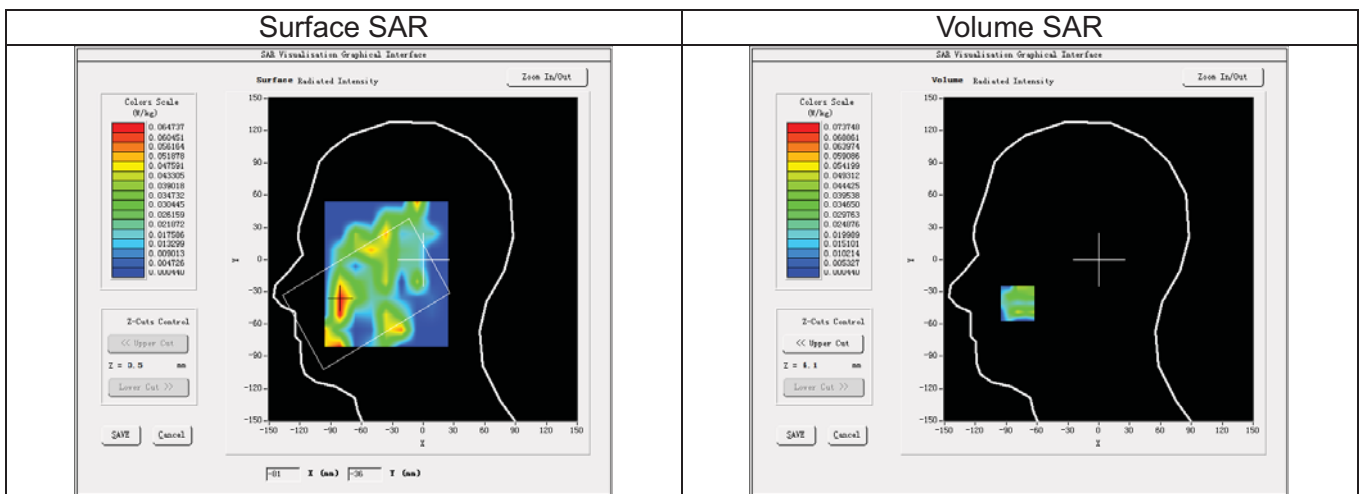 Surface SAR
SAR Visualisation Graphical Interface
Surface Radiated Intensity
Zoom In/Out
Colors Scale
(W/kg)
0.064737
0.060451
0.056164
0.051878
0.047591
0.043305
0.039018
0.034732
0.030445
0.026159
0.021872
0.017586
0.013299
0.009013
0.004726
0.000440
Z-Cuts Control
<< Upper Cut
Z = 3.5 mm
Lower Cut >>
SAVE
Cancel
150
120
90
60
30
0
-30
-60
-90
-120
-150
Y
-150 -120 -90 -60 -30 0 30 60 90 120 150
X
-81 X (mm) -36 Y (mm)
Volume SAR
SAR Visualisation Graphical Interface
Volume Radiated Intensity
Zoom In/Out
Colors Scale
(W/kg)
0.073748
0.068861
0.063974
0.059086
0.054199
0.049312
0.044425
0.039538
0.034650
0.029763
0.024876
0.019989
0.015101
0.010214
0.005327
0.000440
Z-Cuts Control
<< Upper Cut
Z = 4.1 mm
Lower Cut >>
SAVE
Cancel
150
120
90
60
30
0
-30
-60
-90
-120
-150
Y
-150 -120 -90 -60 -30 0 30 60 90 120 150
X